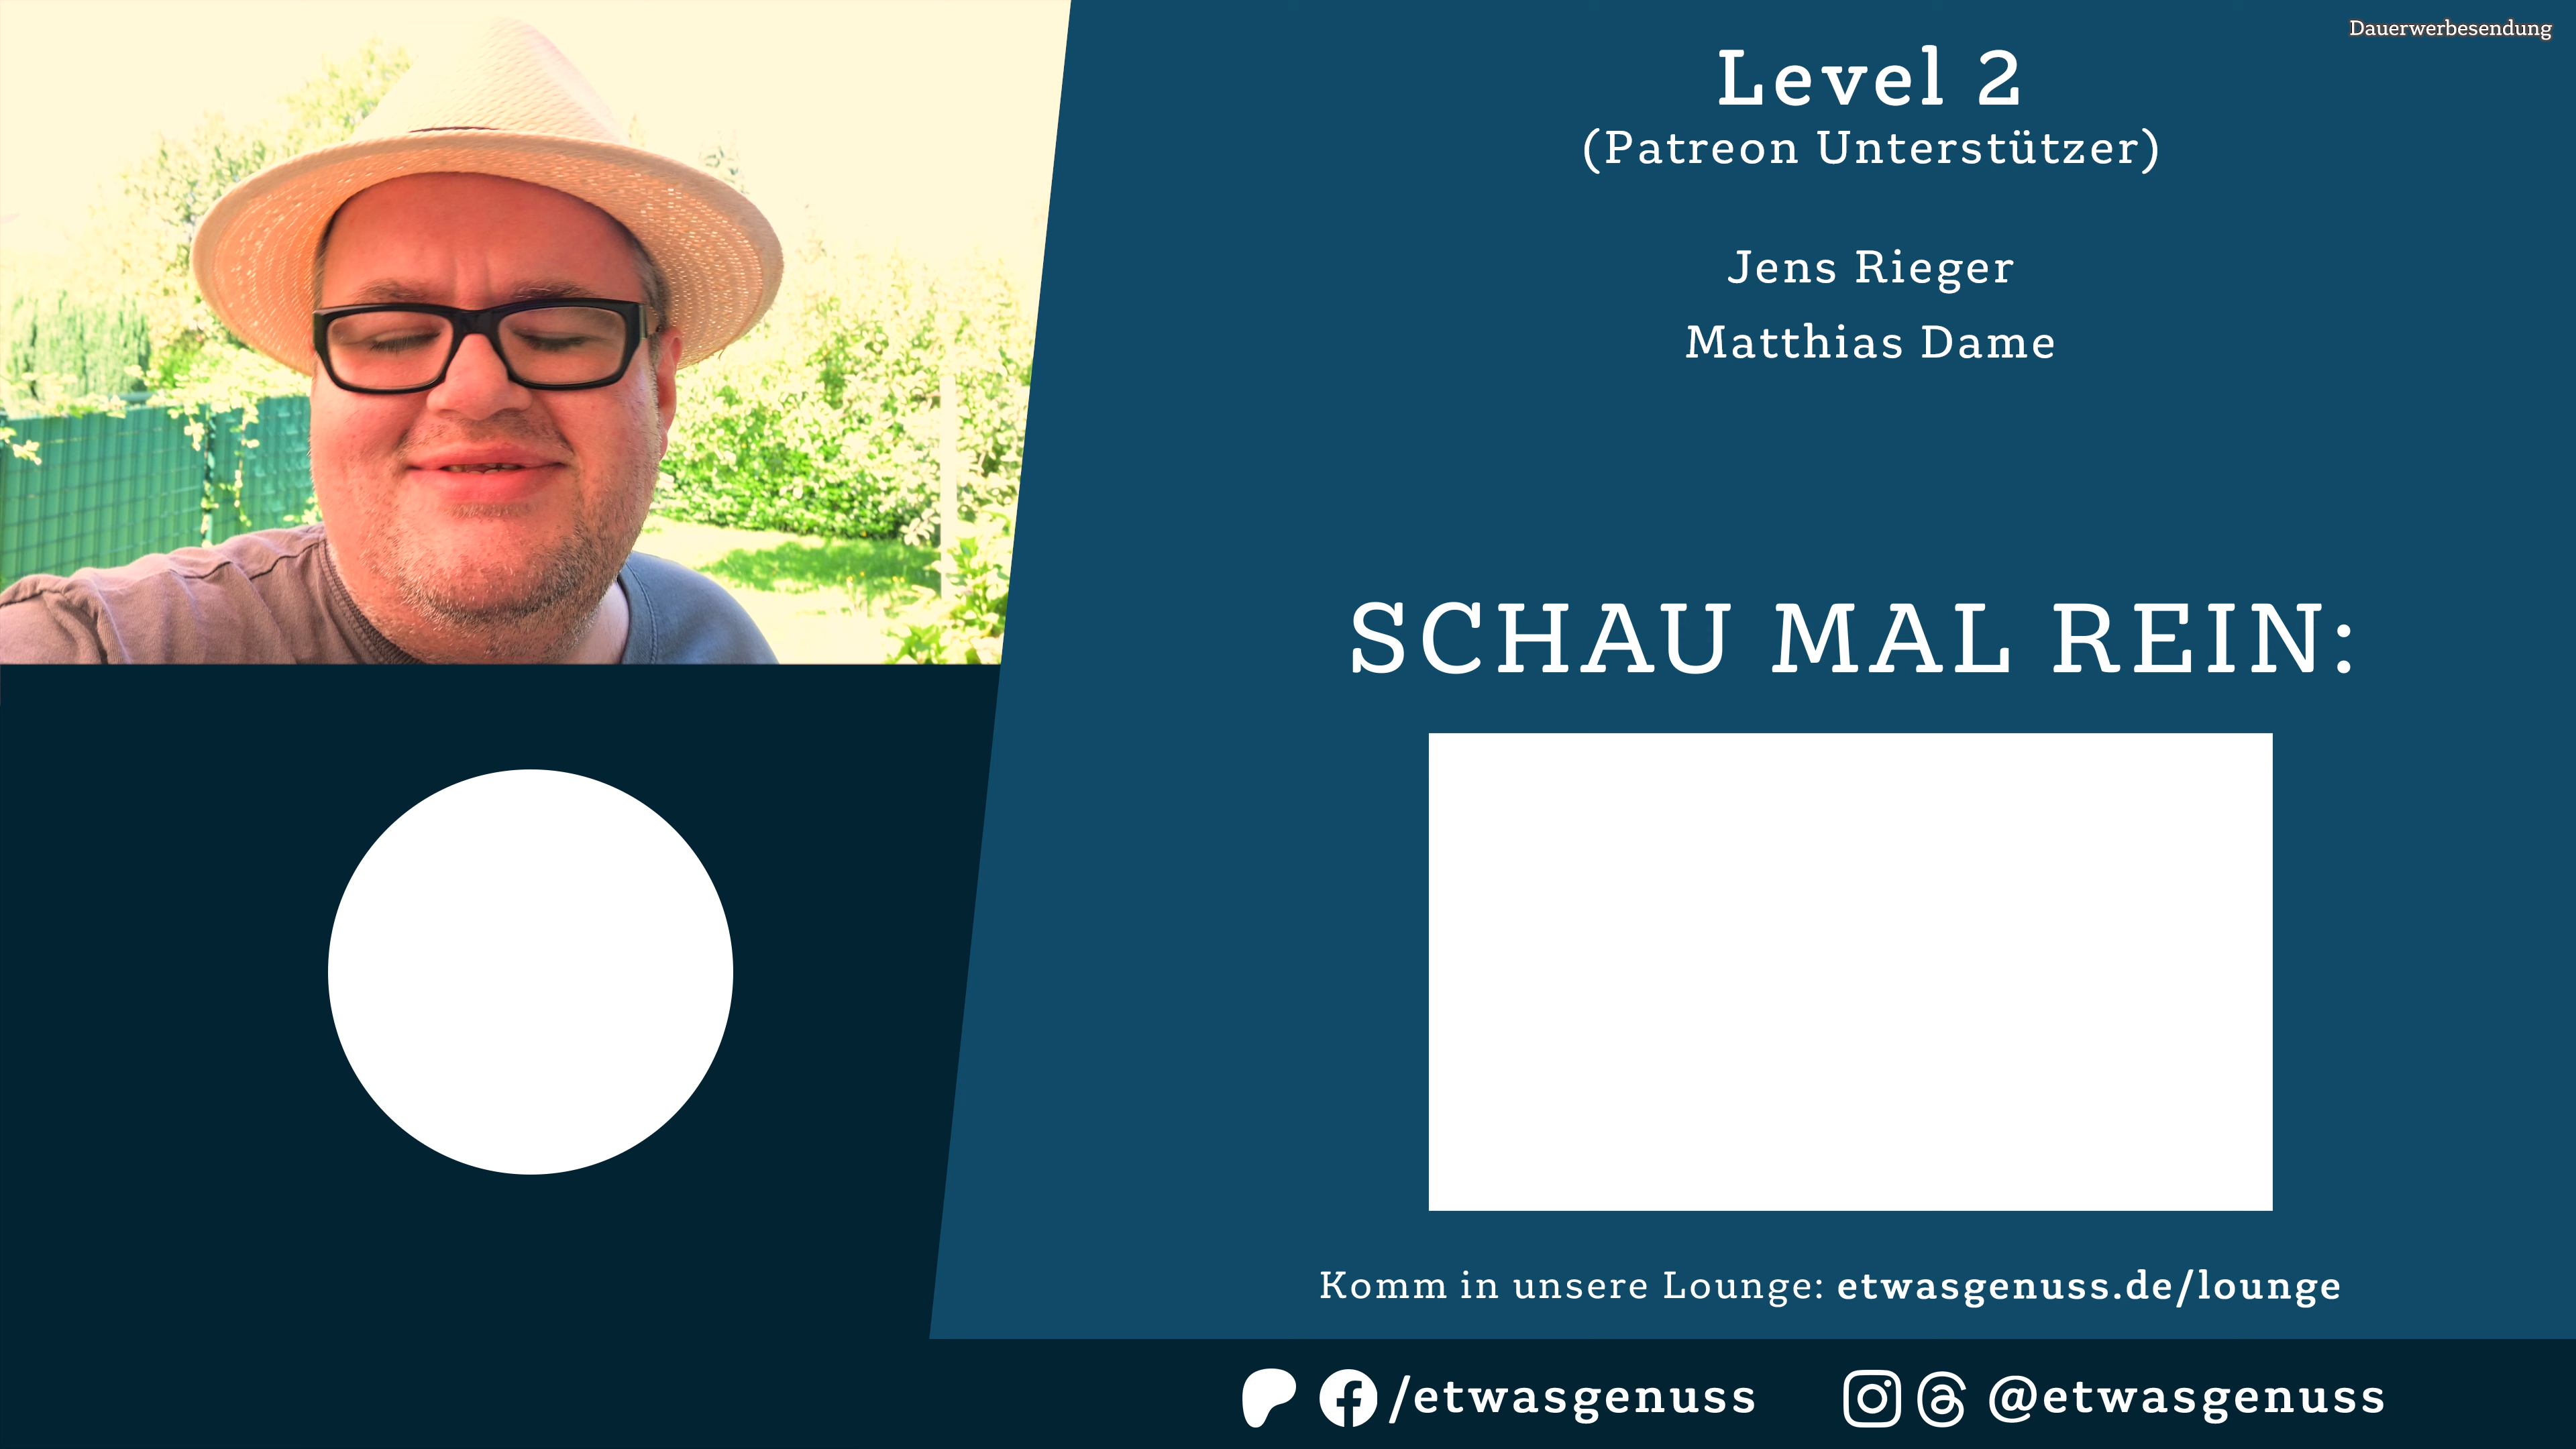 Dauerwerbesendung
Level 2
(Patreon Unterstützer)
Jens Rieger
Matthias Dame
SCHAU MAL REIN:
Komm in unsere Lounge: etwasgenuss.de/lounge
/etwasgenuss @etwasgenuss